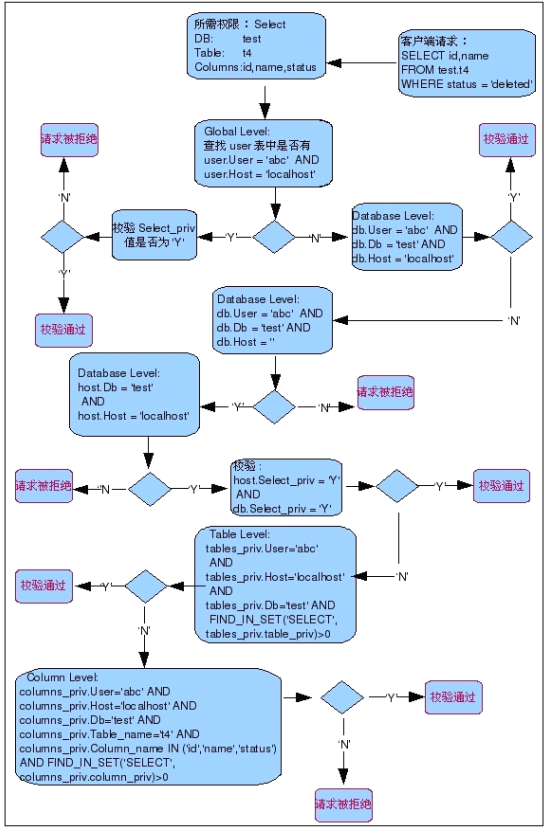 所需权限：Select
DB: test
Table: t4
Columns:id,name,status
客户端请求：
SELECT id,name
FROM test.t4
WHERE status = 'deleted'
Global Level:
查找 user 表中是否有
user.User = 'abc' AND
user.Host = 'localhost'
请求被拒绝
校验通过
'N'
'Y'
校验 Select_priv
值是否为 'Y'
'Y'
'N'
Database Level:
db.User = 'abc' AND
db.Db = 'test' AND
db.Host = 'localhost'
'Y'
校验通过
'N'
Database Level:
db.User = 'abc' AND
db.Db = 'test' AND
db.Host = ''
Database Level:
host.Db = 'test'
AND
host.Host = 'localhost'
'Y'
'N'
请求被拒绝
请求被拒绝
'N
'Y'
校验：
host.Select_priv = 'Y'
AND
db.Select_priv = 'Y'
'Y'
校验通过
'N'
Table Level:
tables_priv.User='abc'
AND
tables_priv.Host='localhost'
AND
tables_priv.Db='test' AND
FIND_IN_SET('SELECT',
tables_priv.table_priv)>0
校验通过
'Y'
'N'
Column Level:
columns_priv.User='abc' AND
columns_priv.Host='localhost' AND
columns_priv.Db='test' AND
columns_priv.Table_name='t4' AND
columns_priv.Column_name IN ('id','name','status')
AND FIND_IN_SET('SELECT',
columns_priv.column_priv)>0
'Y'
校验通过
'N'
请求被拒绝